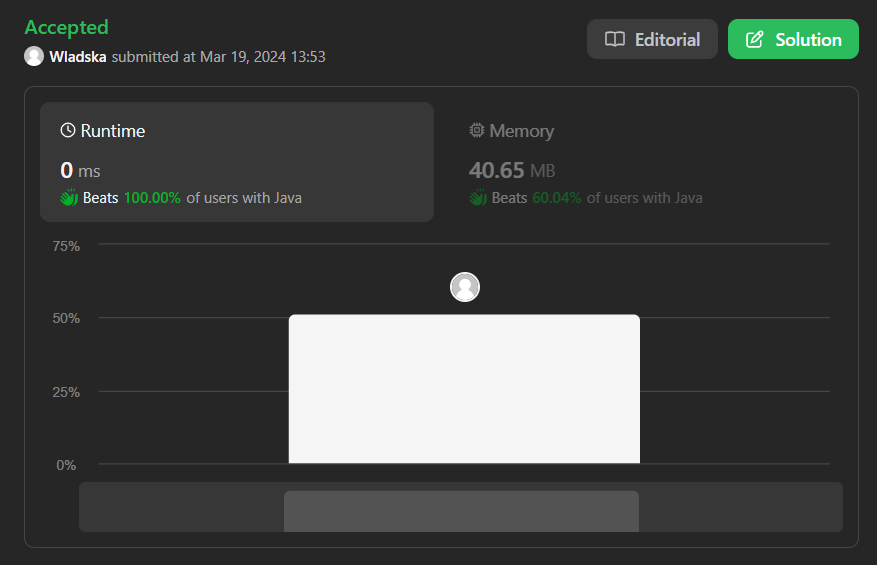 Accepted
Wladska submitted at Mar 19, 2024 13:53
Editorial
Solution
Runtime
0 ms
Beats 100.00% of users with Java
Memory
40.65 MB
Beats 60.04% of users with Java
75%
50%
25%
0%